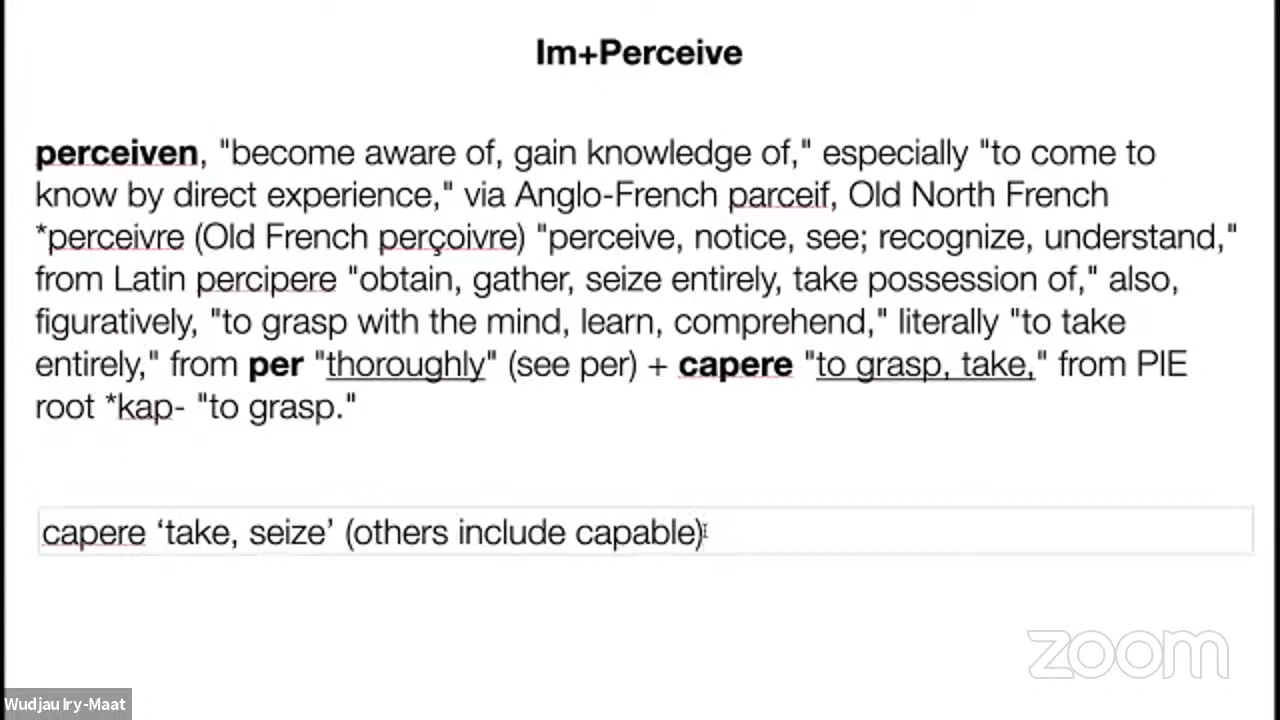 Im+Perceive
perceiven, "become aware of, gain knowledge of," especially "to come to
know by direct experience," via Anglo-French parceif, Old North French
*perceivre (Old French perçoivre) "perceive, notice, see; recognize, understand,"
from Latin percipere "obtain, gather, seize entirely, take possession of," also,
figuratively, "to grasp with the mind, learn, comprehend," literally "to take
entirely," from per "thoroughly" (see per) + capere "to grasp, take," from PIE
root *kap- "to grasp."
capere ‘take, seize’ (others include capable)
zoom
Wudjau Iry-Maat